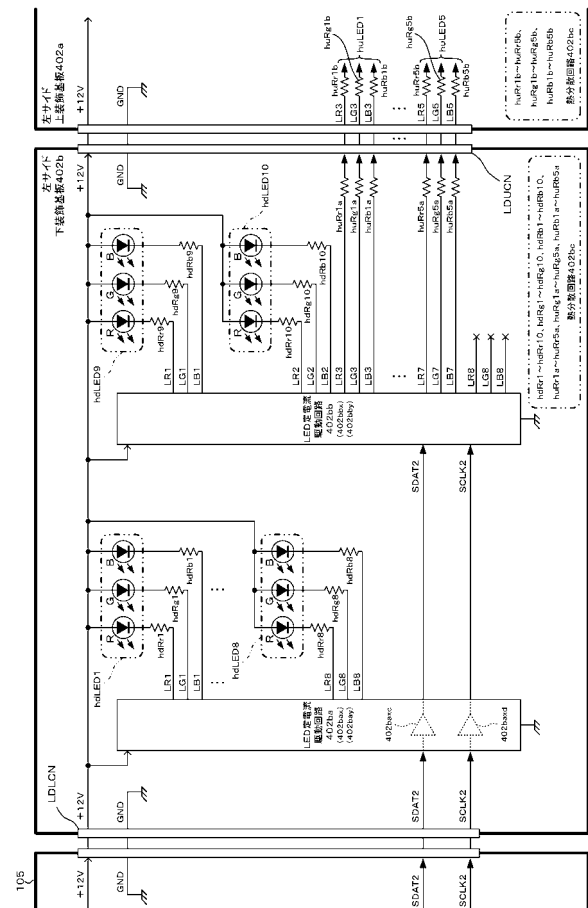 105
+12V
GND
SDAT2
SCLK2
LDLCN
+12V
GND
SDAT2
SCLK2
LED定電流
駆動回路
402ba
(402bax)
(402bay)
402baxc
402baxd
hdLED1
R
G
B
hdRr1
hdRg1
hdRb1
LR1
LG1
LB1
⋮
hdLED8
R
G
B
hdRr8
hdRg8
hdRb8
LR8
LG8
LB8
SDAT2
SCLK2
LED定電流
駆動回路
402bb
(402bbx)
(402bby)
hdLED9
R
G
B
hdRr9
hdRg9
hdRb9
LR1
LG1
LB1
hdLED10
R
G
B
hdRr10
hdRg10
hdRb10
LR2
LG2
LB2
LR3
LG3
LB3
⋮
LR7
LG7
LB7
LR8
LG8
LB8
huRr1a
huRg1a
huRb1a
⋮
huRr5a
huRg5a
huRb5a
左サイド
下装飾基板402b
+12V
GND
LDUCN
hdRr1～hdRr10、hdRg1～hdRg10、hdRb1～hdRb10、
huRr1a～huRr5a、huRg1a～huRg5a、huRb1a～huRb5a
熱分散回路402bc
左サイド
上装飾基板402a
+12V
GND
LR3
LG3
LB3
⋮
LR5
LG5
LB5
huRr1b
huRg1b
huRb1b
huLED1
huRr5b
huRg5b
huRb5b
huLED5
huRr1b～huRr5b、
huRg1b～huRg5b、
huRb1b～huRb5b
熱分散回路402bc